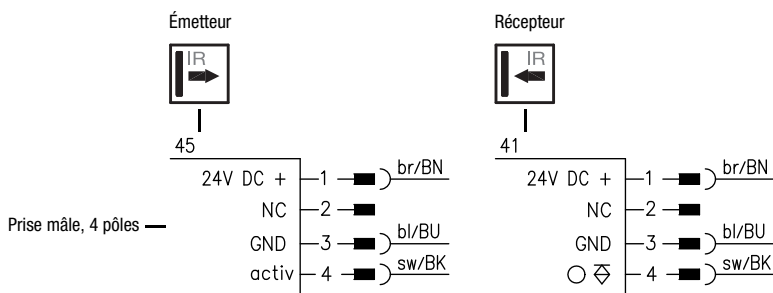 Émetteur
Récepteur
IR
IR
45
41
24V DC + 1 br/BN
24V DC + 1 br/BN
NC 2
NC 2
Prise mâle, 4 pôles
GND 3 bl/BU
GND 3 bl/BU
activ 4 sw/BK
4 sw/BK